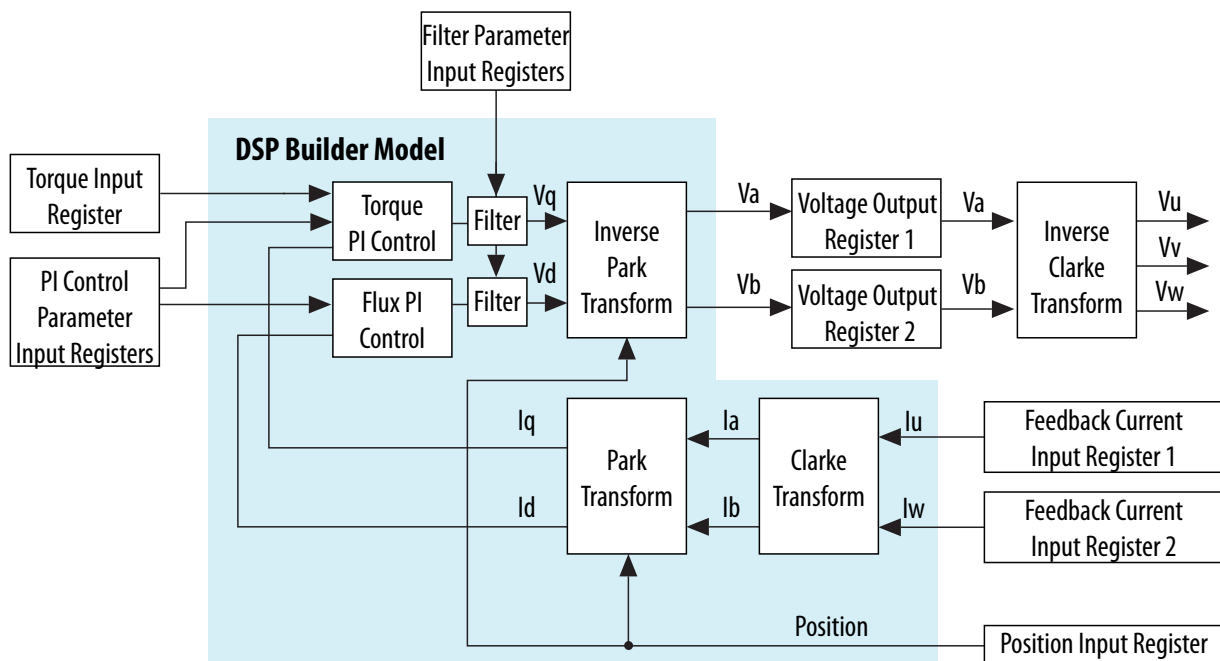 Filter Parameter
Input Registers
DSP Builder Model
Torque Input
Register
PI Control
Parameter
Input Registers
Torque
PI Control
Flux PI
Control
Filter
Filter
Vq
Vd
Inverse
Park
Transform
Va
Vb
Voltage Output
Register 1
Voltage Output
Register 2
Va
Vb
Inverse
Clarke
Transform
Vu
Vv
Vw
Iq
Id
Park
Transform
Ia
Ib
Clarke
Transform
Iu
Iw
Feedback Current
Input Register 1
Feedback Current
Input Register 2
Position
Position Input Register